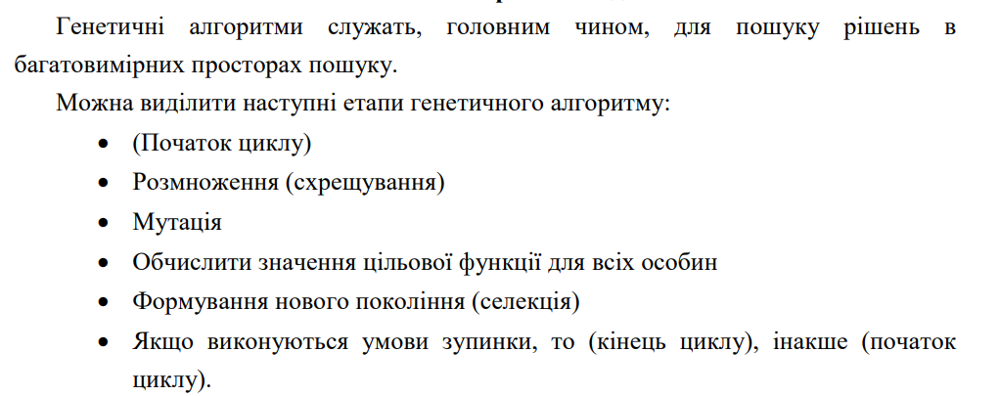 Генетичні алгоритми служать, головним чином, для пошуку рішень в
багатовимірних просторах пошуку.
Можна виділити наступні етапи генетичного алгоритму:
• (Початок циклу)
• Розмноження (схрещування)
• Мутація
• Обчислити значення цільової функції для всіх особин
• Формування нового покоління (селекція)
• Якщо виконуються умови зупинки, то (кінець циклу), інакше (початок
циклу).